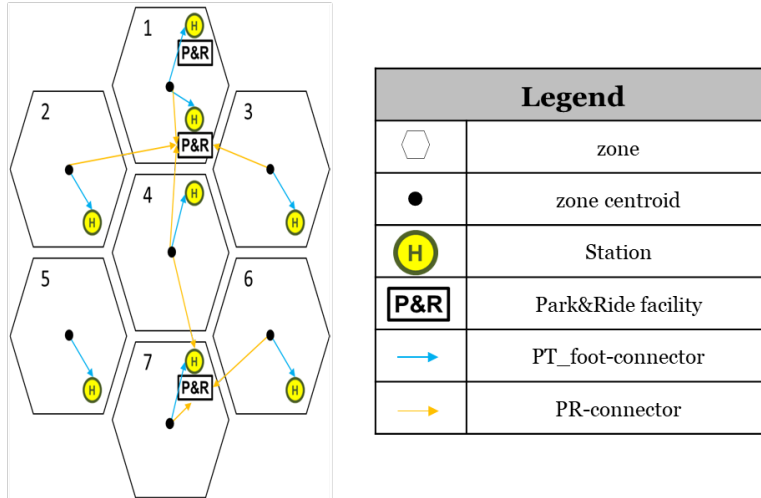 1
H
P&R
H
P&R
2
H
3
H
4
H
5
H
6
H
7
H
P&R
Legend
zone
zone centroid
H Station
P&R Park&Ride facility
PT_foot-connector
PR-connector